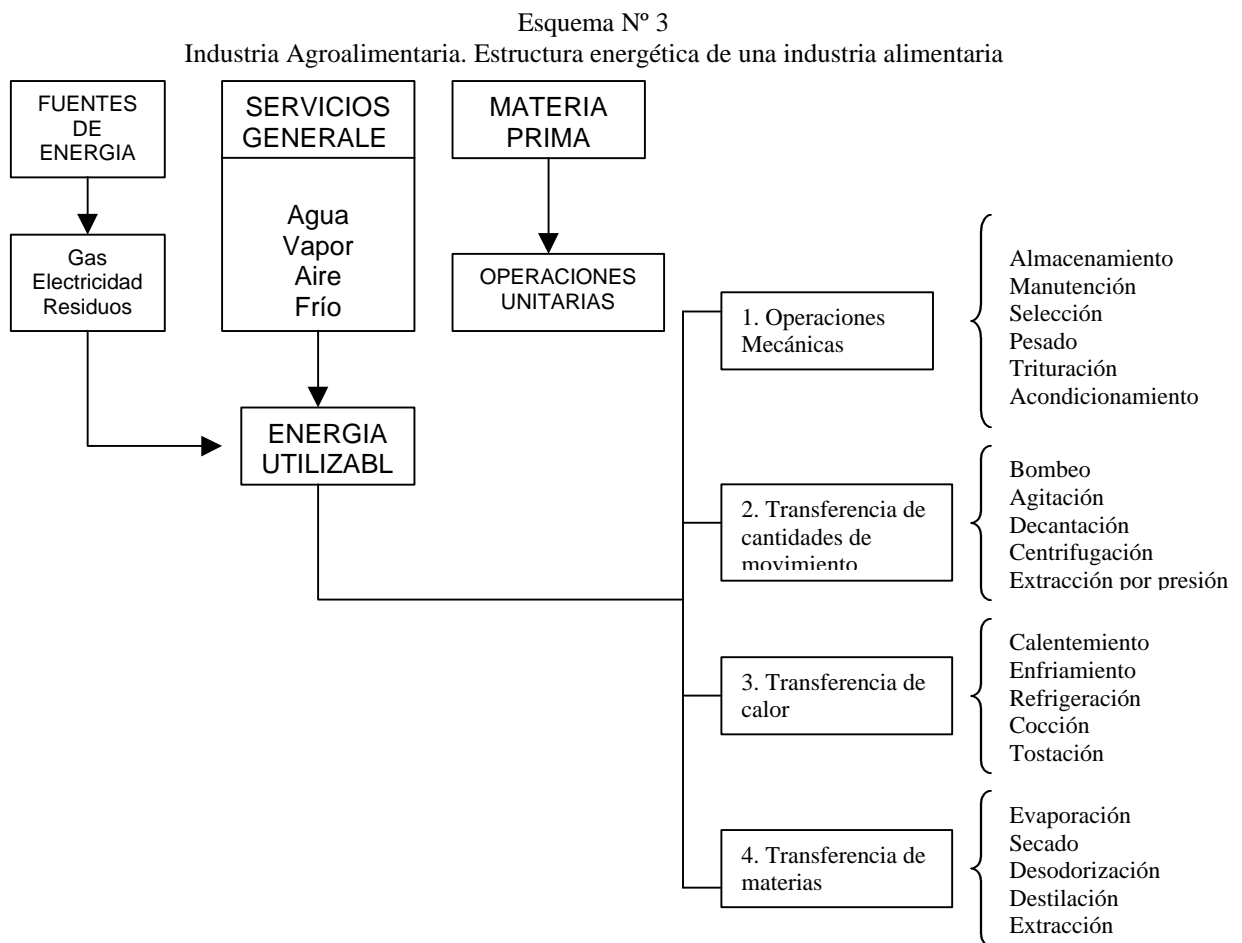 Esquema Nº 3
Industria Agroalimentaria. Estructura energética de una industria alimentaria
FUENTES
DE
ENERGIA
SERVICIOS
GENERALE
MATERIA
PRIMA
Agua
Vapor
Aire
Frío
Gas
Electricidad
Residuos
OPERACIONES
UNITARIAS
ENERGIA
UTILIZABL
1. Operaciones
Mecánicas
Almacenamiento
Manutención
Selección
Pesado
Trituración
Acondicionamiento
2. Transferencia de
cantidades de
movimiento
Bombeo
Agitación
Decantación
Centrifugación
Extracción por presión
3. Transferencia de
calor
Calentemiento
Enfriamiento
Refrigeración
Cocción
Tostación
4. Transferencia de
materias
Evaporación
Secado
Desodorización
Destilación
Extracción